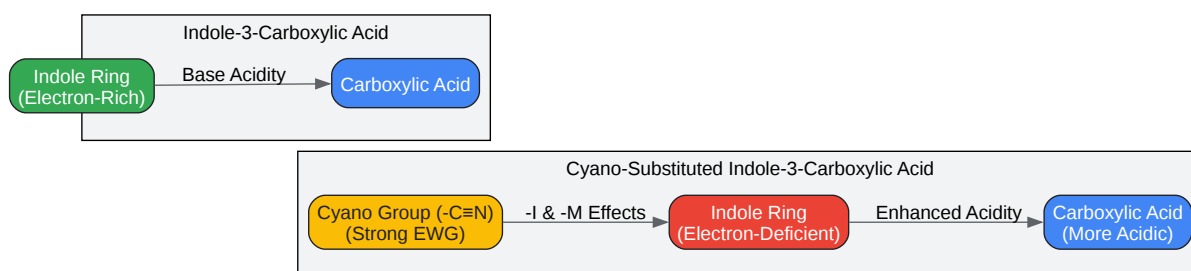 Indole-3-Carboxylic Acid
Indole Ring
(Electron-Rich)
Base Acidity
Carboxylic Acid
Cyano-Substituted Indole-3-Carboxylic Acid
Cyano Group (-C≡N)
(Strong EWG)
-I & -M Effects
Indole Ring
(Electron-Deficient)
Enhanced Acidity
Carboxylic Acid
(More Acidic)